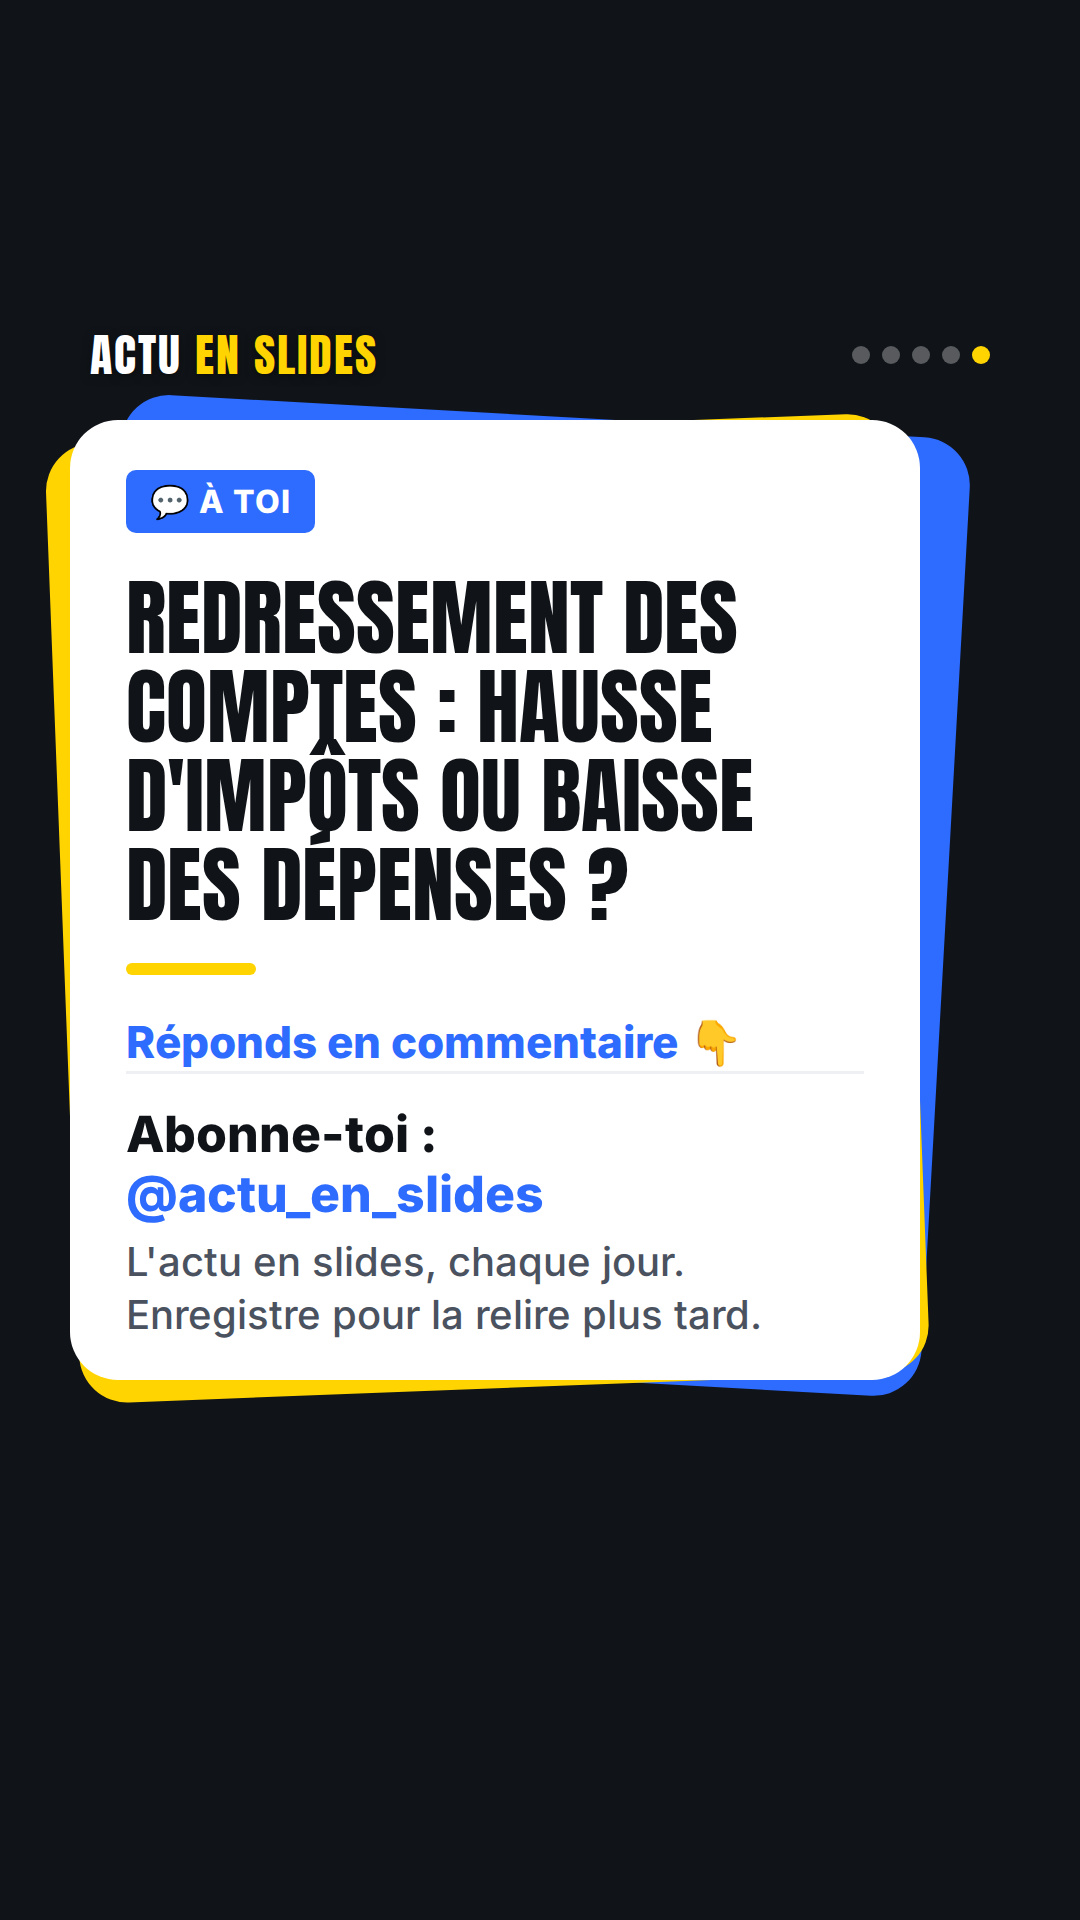 ACTU EN SLIDES
💬 À TOI
REDRESSEMENT DES
COMPTES : HAUSSE
D'IMPÔTS OU BAISSE
DES DÉPENSES ?
Réponds en commentaire 👇
Abonne-toi :
@actu_en_slides
L'actu en slides, chaque jour.
Enregistre pour la relire plus tard.